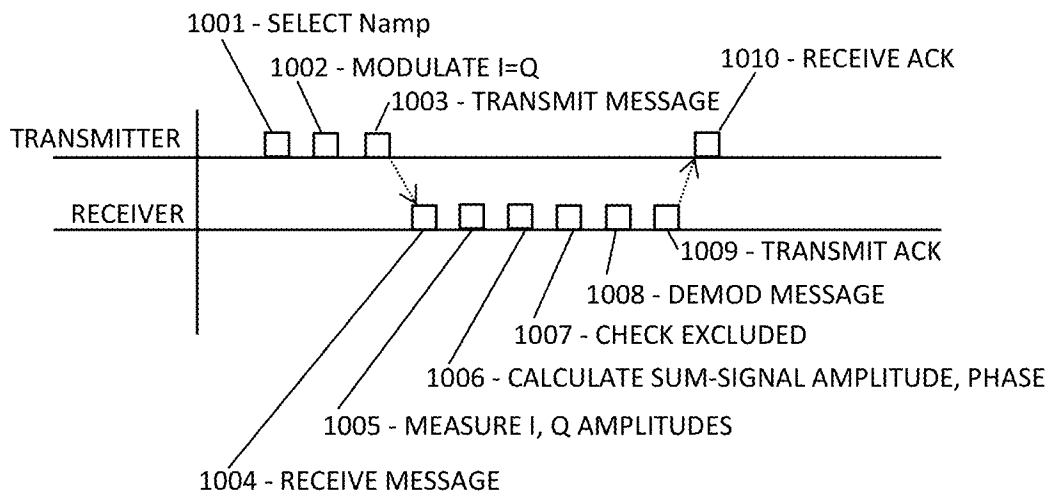 1001 - SELECT Namp
1002 - MODULATE I=Q
1003 - TRANSMIT MESSAGE
1010 - RECEIVE ACK
TRANSMITTER
RECEIVER
1009 - TRANSMIT ACK
1008 - DEMOD MESSAGE
1007 - CHECK EXCLUDED
1006 - CALCULATE SUM-SIGNAL AMPLITUDE, PHASE
1005 - MEASURE I, Q AMPLITUDES
1004 - RECEIVE MESSAGE